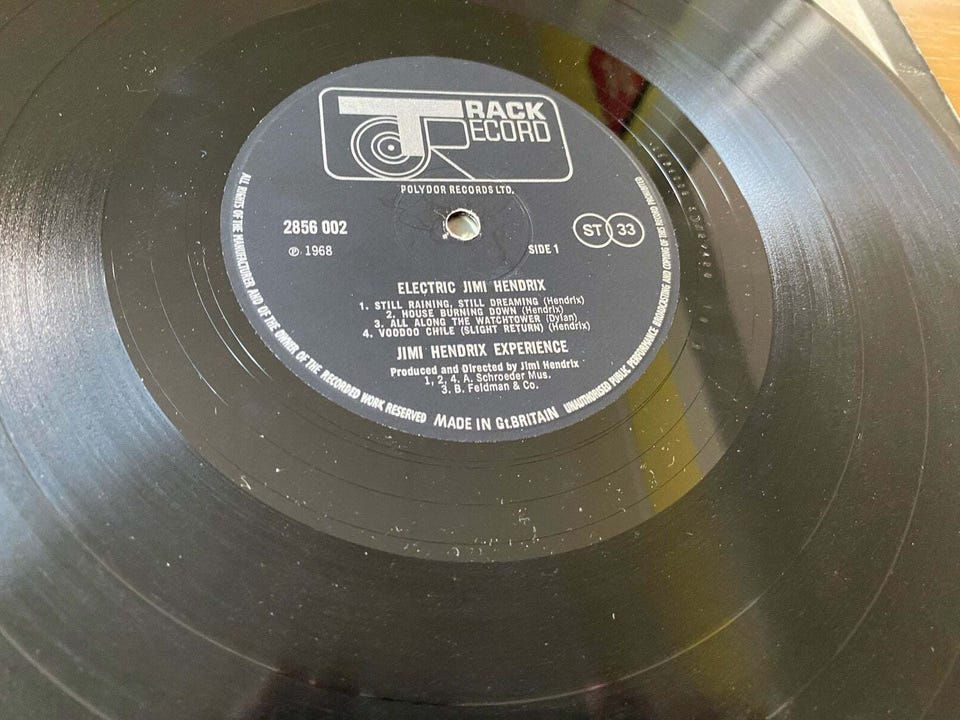 TRACK
RECORD
POLYDOR RECORDS LTD.
2856 002
℗ 1968
ST 33
SIDE 1
ELECTRIC JIMI HENDRIX
1. STILL RAINING, STILL DREAMING (Hendrix)
2. HOUSE BURNING DOWN (Hendrix)
3. ALL ALONG THE WATCHTOWER (Dylan)
4. VOODOO CHILE (SLIGHT RETURN) (Hendrix)
JIMI HENDRIX EXPERIENCE
Produced and Directed by Jimi Hendrix
1, 2, 4, A. Schroeder Mus.
3. B. Feldman & Co.
ALL RIGHTS OF THE MANUFACTURER AND OF THE OWNER OF THE RECORDED WORK RESERVED
MADE IN Gt.BRITAIN
UNAUTHORISED PUBLIC PERFORMANCE BROADCASTING AND COPYING OF THIS RECORD PROHIBITED